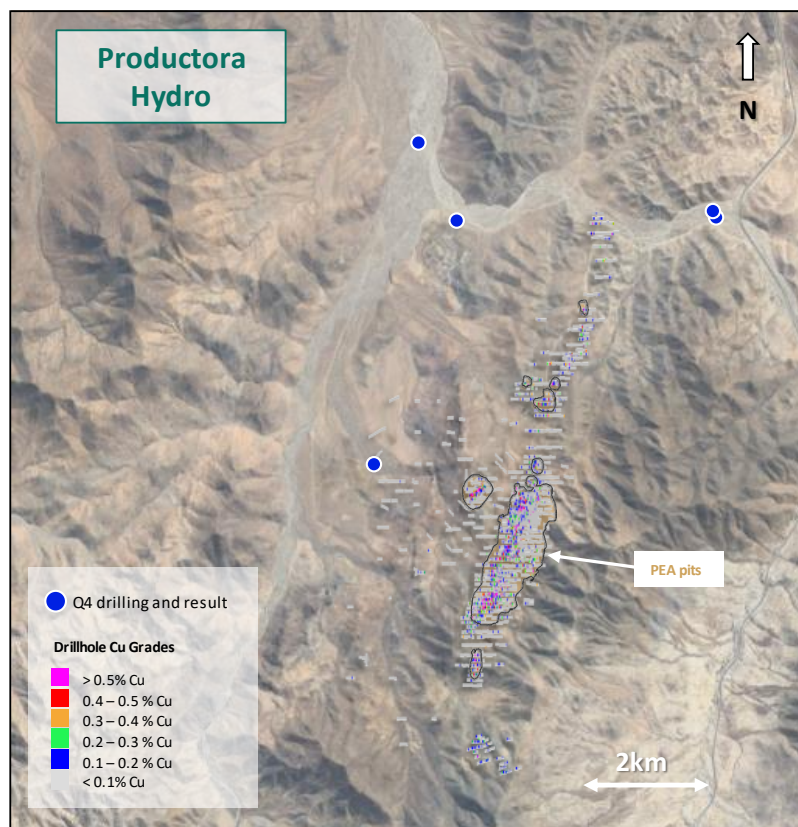 Productora
Hydro
N
PEA pits
Q4 drilling and result
Drillhole Cu Grades
> 0.5% Cu
0.4 – 0.5 % Cu
0.3 – 0.4 % Cu
0.2 – 0.3 % Cu
0.1 – 0.2 % Cu
< 0.1% Cu
2km